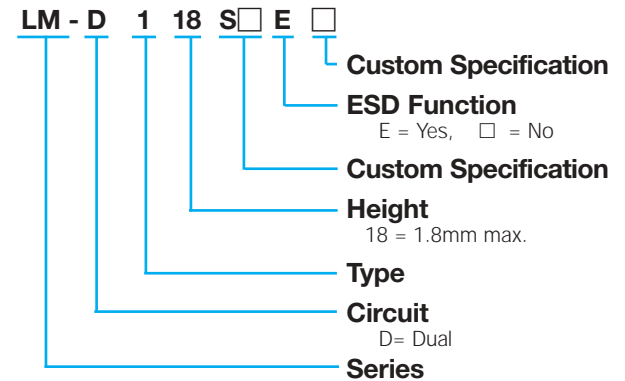 LM - D 1 18 S□ E □
Custom Specification
ESD Function
E = Yes, □ = No
Custom Specification
Height
18 = 1.8mm max.
Type
Circuit
D= Dual
Series